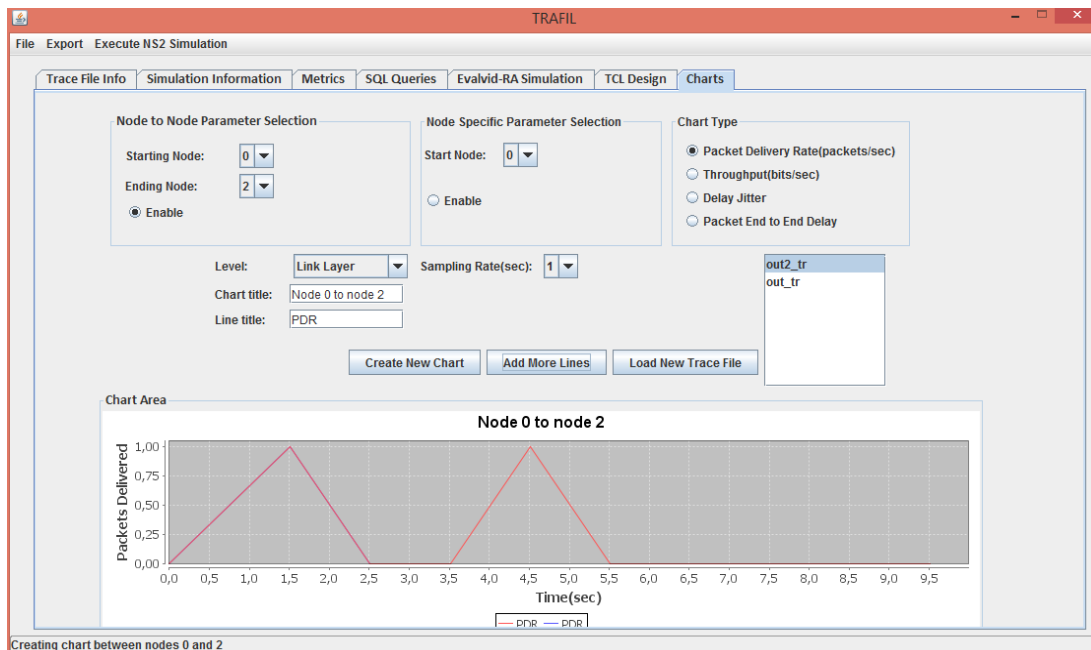 TRAFIL
File Export Execute NS2 Simulation
Trace File Info Simulation Information Metrics SQL Queries Evalvid-RA Simulation TCL Design Charts
Node to Node Parameter Selection
Starting Node: 0
Ending Node: 2
Enable
Node Specific Parameter Selection
Start Node: 0
Enable
Chart Type
Packet Delivery Rate(packets/sec)
Throughput(bits/sec)
Delay Jitter
Packet End to End Delay
Level: Link Layer Sampling Rate(sec): 1
Chart title: Node 0 to node 2
Line title: PDR
out2_tr
out_tr
Create New Chart Add More Lines Load New Trace File
Chart Area
Node 0 to node 2
Packets Delivered
1,00
0,75
0,50
0,25
0,00
0,0 0,5 1,0 1,5 2,0 2,5 3,0 3,5 4,0 4,5 5,0 5,5 6,0 6,5 7,0 7,5 8,0 8,5 9,0 9,5
Time(sec)
PDR PDR
Creating chart between nodes 0 and 2